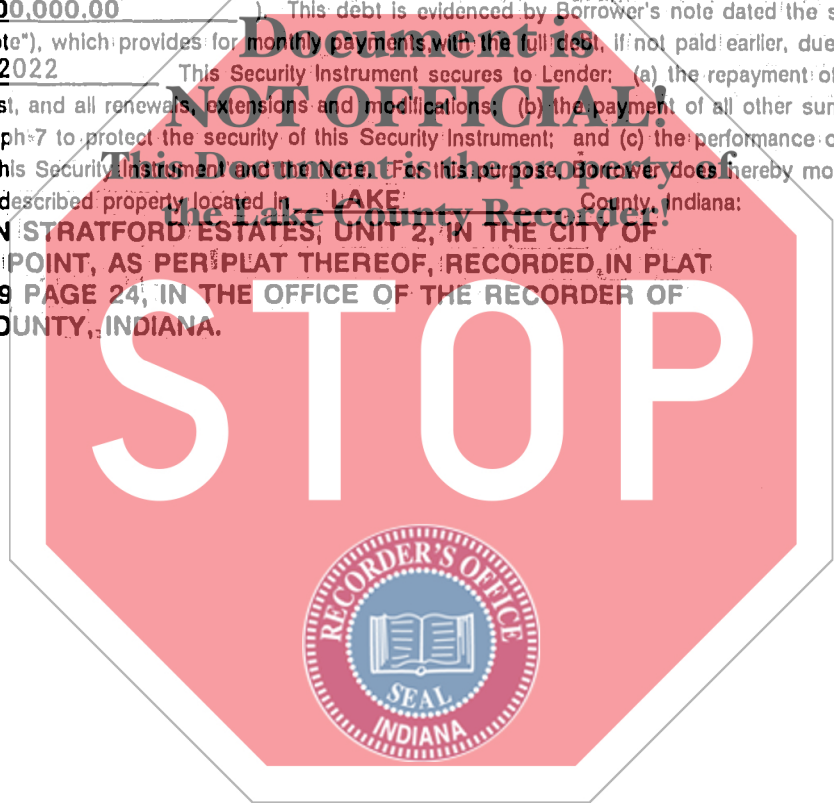 00,000.00 ). This debt is evidenced by Borrower's note dated the s
te"), which provides for monthly payments, with the full debt, if not paid earlier, due
Document is
2022 This Security Instrument secures to Lender: (a) the repayment of
st, and all renewals, extensions and modifications; (b) the payment of all other sur
NOT OFFICIAL!
ph 7 to protect the security of this Security Instrument; and (c) the performance o
his Security Instrument and the Note. For this purpose, Borrower does hereby mo
This Document is the property of
described property located in LAKE County, Indiana:
the Lake County Recorder!
N STRATFORD ESTATES, UNIT 2, IN THE CITY OF
POINT, AS PER PLAT THEREOF, RECORDED IN PLAT
9 PAGE 24, IN THE OFFICE OF THE RECORDER OF
OUNTY, INDIANA.
STOP
RECORDER'S OFFICE
SEAL
INDIANA